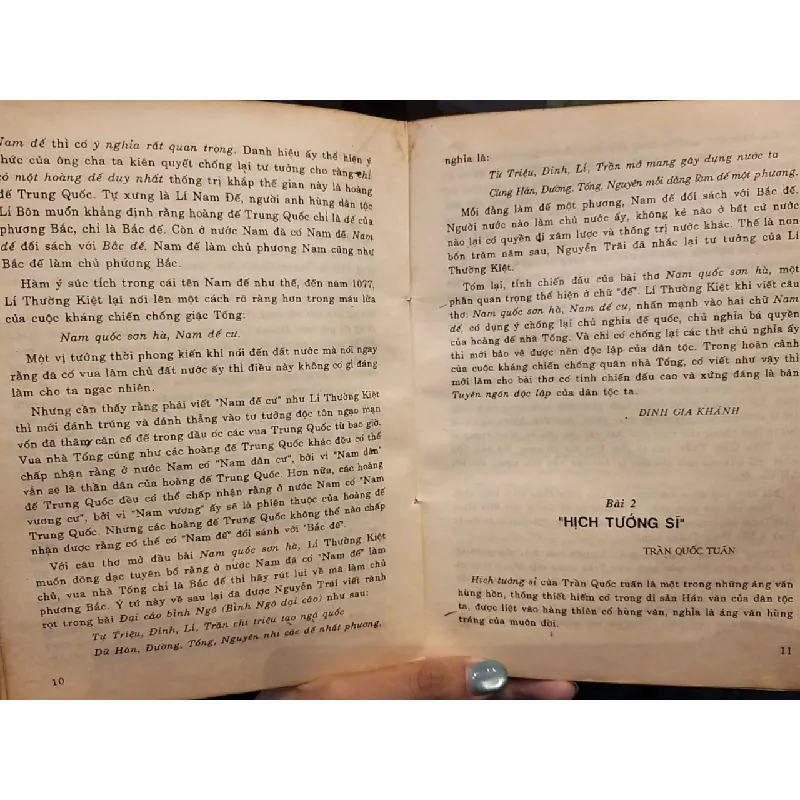 Nam đế thì có ý nghĩa rất quan trọng. Danh hiệu ấy thể hiện ý
thức của ông cha ta kiên quyết chống lại tư tưởng cho rằng chỉ
có một hoàng đế duy nhất thống trị khắp thế gian này là hoàng
đế Trung Quốc. Tự xưng là Lí Nam Đế, người anh hùng dân tộc
Lí Bôn muốn khẳng định rằng hoàng đế Trung Quốc chỉ là đế của
phương Bắc, chỉ là Bắc đế. Còn ở nước Nam đã có Nam đế. Nam
đế đối sách với Bắc đế. Nam đế làm chủ phương Nam cũng như
Bắc đế làm chủ phứơng Bắc.
Hàm ý súc tích trong cái tên Nam đế như thế, đến năm 1077,
Lí Thường Kiệt lại nói lên một cách rõ ràng hơn trong máu lửa
của cuộc kháng chiến chống giặc Tống:
Nam quốc sơn hà, Nam đế cư.
Một vị tướng thời phong kiến khi nói đến đất nước mà nói ngay
rằng đã có vua làm chủ đất nước ấy thì điều này không có gì đáng
làm cho ta ngạc nhiên.
Nhưng cần thấy rằng phải viết "Nam đế cư" như Lí Thường Kiệt
thì mới đánh trúng và đánh thẳng vào tư tưởng độc tôn ngạo mạn
vốn đã thâm căn cố đế trong đầu óc các vua Trung Quốc từ bao giờ.
Vua nhà Tống cũng như các hoàng đế Trung Quốc khác đều có thể
chấp nhận rằng ở nước Nam có "Nam dân cư", bởi vì "Nam dân"
vẫn sẽ là thần dân của hoàng đế Trung Quốc. Hơn nữa, các hoàng
đế Trung Quốc đều có thể chấp nhận rằng ở nước Nam có "Nam
vương cư", bởi vì "Nam vương" ấy sẽ là phiên thuộc của hoàng đế
Trung Quốc. Nhưng các hoàng đế Trung Quốc không thể nào chấp
nhận được rằng có thể có "Nam đế" đối sánh với "Bắc đế".
Với câu thơ mở đầu bài Nam quốc sơn hà, Lí Thường Kiệt
muốn dõng dạc tuyên bố rằng ở nước Nam đã có "Nam đế" làm
chủ, vua nhà Tống chỉ là Bắc đế thì hãy rút lui về mà làm chủ
phương Bắc. Ý tứ này về sau lại đã được Nguyễn Trãi viết rành
rọt trong bài Đại cáo bình Ngô (Bình Ngô đại cáo) như sau:
Tự Triệu, Đinh, Lí, Trần chi triệu tạo ngã quốc
Dữ Hán, Đường, Tống, Nguyên nhi các đế nhất phương,
10
nghĩa là:
Từ Triệu, Đinh, Lí, Trần mở mang gây dựng nước ta
Cùng Hán, Đường, Tống, Nguyên mỗi đằng làm đế một phương.
Mỗi đằng làm đế một phương, Nam đế đối sách với Bắc đế.
Người nước nào làm chủ nước ấy, không kẻ nào ở bất cứ nước
nào lại có quyền đi xâm lược và thống trị nước khác. Thế là non
bốn trăm năm sau, Nguyễn Trãi đã nhắc lại tư tưởng của Lí
Thường Kiệt.
Tóm lại, tính chiến đấu của bài thơ Nam quốc sơn hà, một
phần quan trọng thể hiện ở chữ "đế". Lí Thường Kiệt khi viết câu
thơ: Nam quốc sơn hà, Nam đế cư, nhấn mạnh vào hai chữ Nam
đế, có dụng ý chống lại chủ nghĩa đế quốc, chủ nghĩa bá quyền
của hoàng đế nhà Tống. Và chỉ có chống lại các thứ chủ nghĩa ấy
thì mới bảo vệ được nền độc lập của dân tộc. Trong hoàn cảnh
của cuộc kháng chiến chống quân nhà Tống, có viết như vậy thì
mới làm cho bài thơ có tính chiến đấu cao và xứng đáng là bản
Tuyên ngôn độc lập của dân tộc ta.
ĐINH GIA KHÁNH
Bài 2
"HỊCH TƯỚNG SĨ"
TRẦN QUỐC TUẤN
Hịch tướng sĩ của Trần Quốc tuấn là một trong những áng văn
hùng hồn, thống thiết hiếm có trong di sản Hán văn của dân tộc
ta, được liệt vào hàng thiên cổ hùng văn, nghĩa là áng văn hùng
tráng của muôn đời.
11